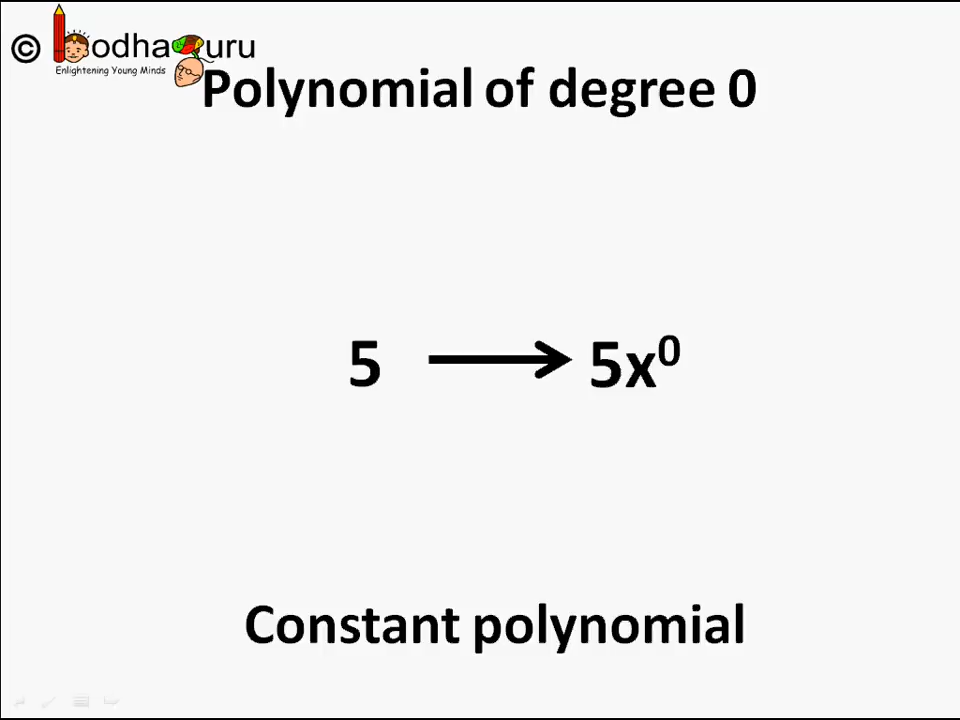 © bodhaguru
Enlightening Young Minds
Polynomial of degree 0
5 → 5x⁰
Constant polynomial